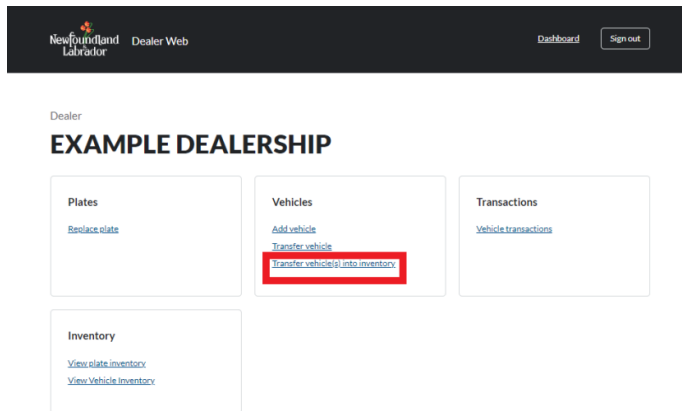 Newfoundland
Labrador
Dealer Web
Dashboard
Sign out
Dealer
EXAMPLE DEALERSHIP
Plates
Replace plate
Vehicles
Add vehicle
Transfer vehicle
Transfer vehicle(s) into inventory
Transactions
Vehicle transactions
Inventory
View plate inventory
View Vehicle Inventory